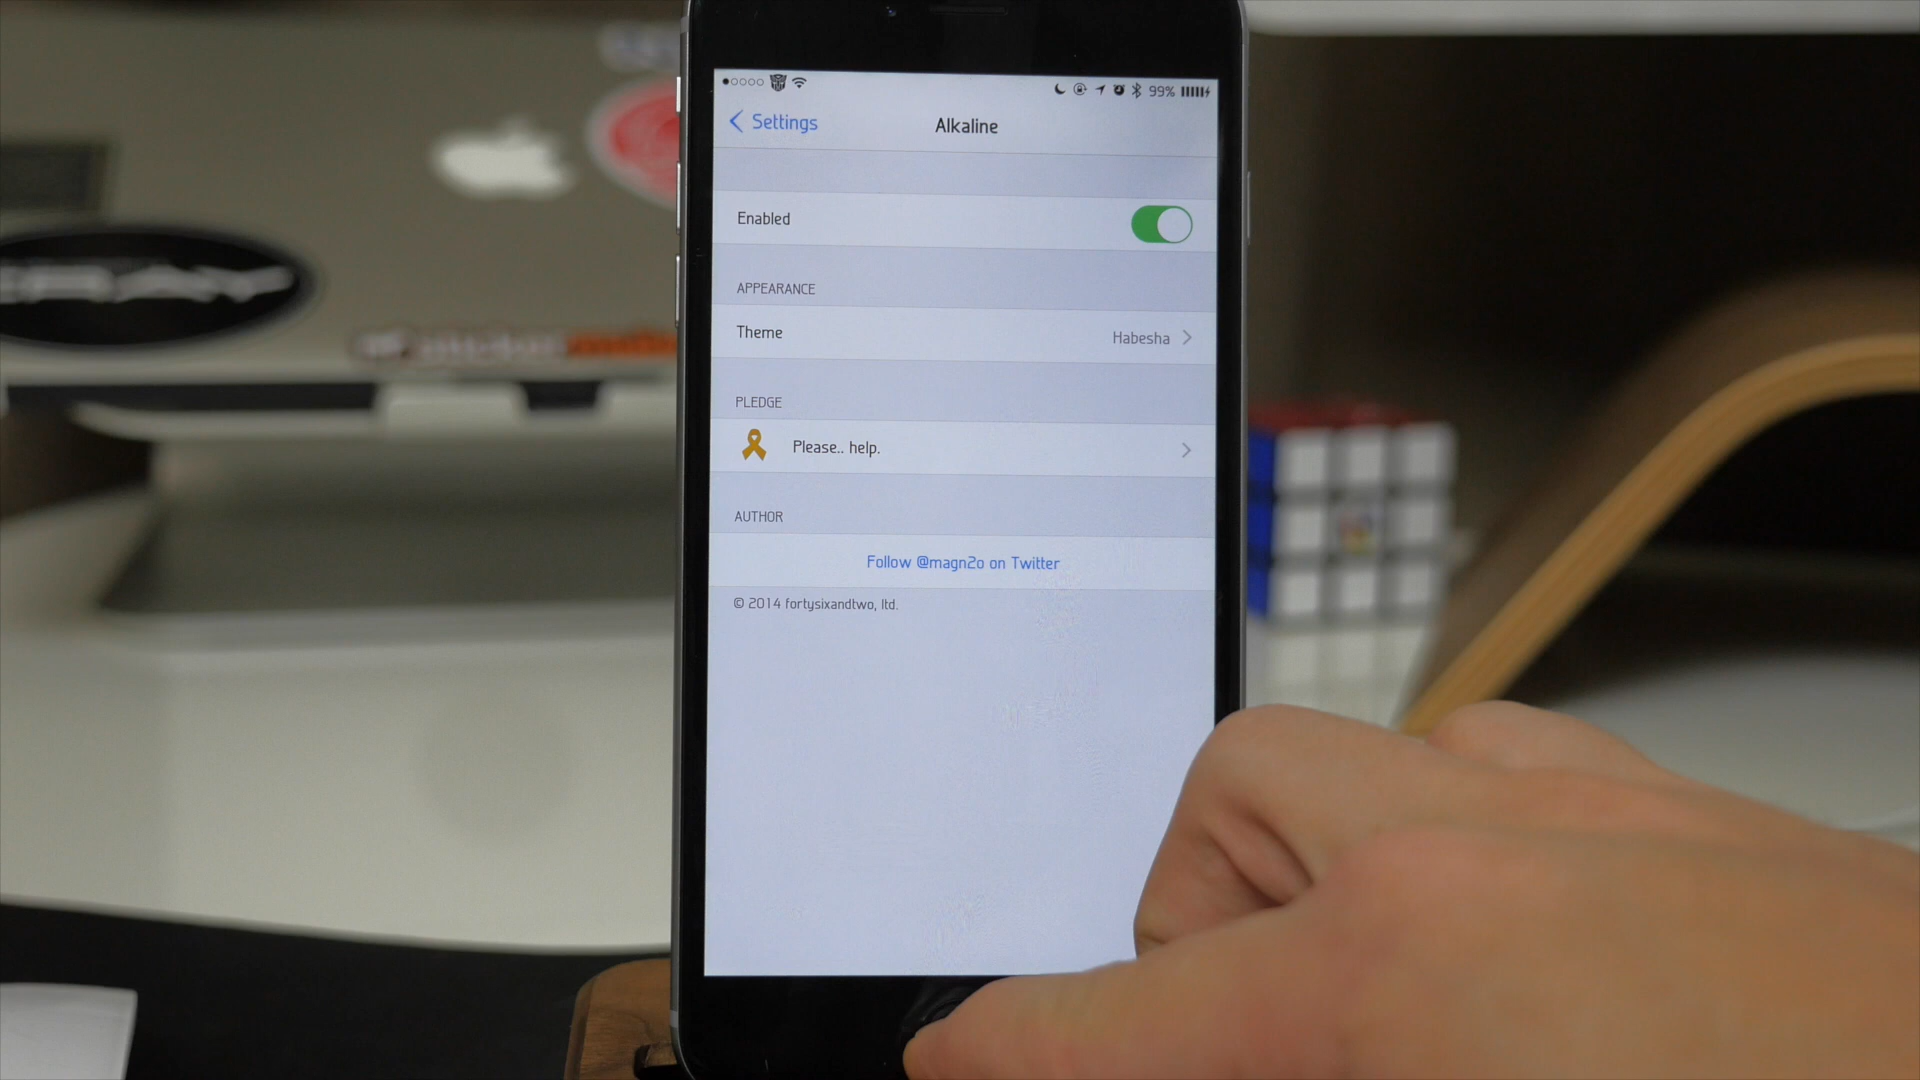 99%
Settings
Alkaline
Enabled
APPEARANCE
Theme
Habesha
PLEDGE
Please.. help.
AUTHOR
Follow @magn2o on Twitter
© 2014 fortysixandtwo, ltd.